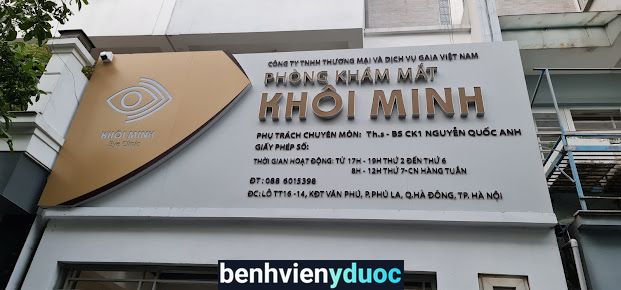 CÔNG TY TNHH THƯƠNG MẠI VÀ DỊCH VỤ GAIA VIỆT NAM
PHÒNG KHÁM MẮT
KHÔI MINH
PHỤ TRÁCH CHUYÊN MÔN: Th.s - BS CK1 NGUYỄN QUỐC ANH
GIẤY PHÉP SỐ:
THỜI GIAN HOẠT ĐỘNG: TỪ 17H - 19H THỨ 2 ĐẾN THỨ 6
8H - 12H THỨ 7-CN HÀNG TUẦN
ĐT: 088 6015398
ĐC: LÔ TT16 -14, KĐT VĂN PHÚ, P.PHÚ LA, Q.HÀ ĐÔNG, TP. HÀ NỘI
KHÔI MINH
Eye Clinic
benhvienyduoc